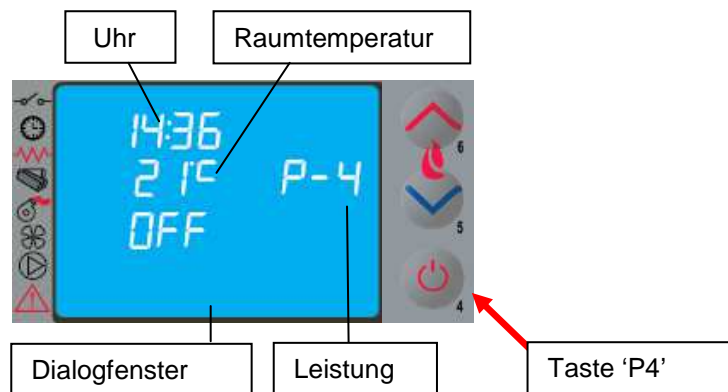 Uhr
Raumtemperatur
14:36
21°C
P-4
OFF
6
5
4
Dialogfenster
Leistung
Taste ‘P4’